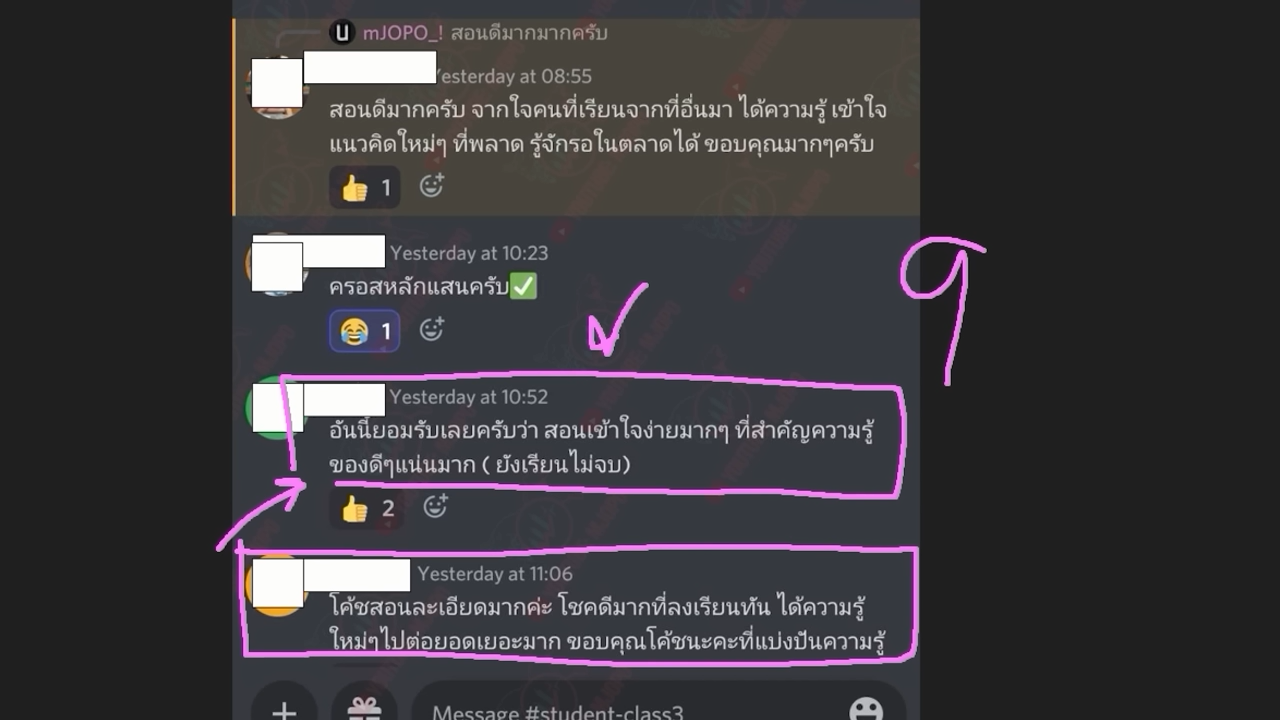 mJOPO_! สอนดีมากมากครับ
Yesterday at 08:55
สอนดีมากครับ จากใจคนที่เรียนจากที่อื่นมา ได้ความรู้ เข้าใจ
แนวคิดใหม่ๆ ที่พลาด รู้จักรอในตลาดได้ ขอบคุณมากๆครับ
1
Yesterday at 10:23
ครอสหลักแสนครับ
1
9
Yesterday at 10:52
อันนี้ยอมรับเลยครับว่า สอนเข้าใจง่ายมากๆ ที่สำคัญความรู้
ของดีๆแน่นมาก ( ยังเรียนไม่จบ)
2
Yesterday at 11:06
โค้ชสอนละเอียดมากค่ะ โชคดีมากที่ลงเรียนทัน ได้ความรู้
ใหม่ๆไปต่อยอดเยอะมาก ขอบคุณโค้ชนะคะที่แบ่งปันความรู้
Message #student-class3